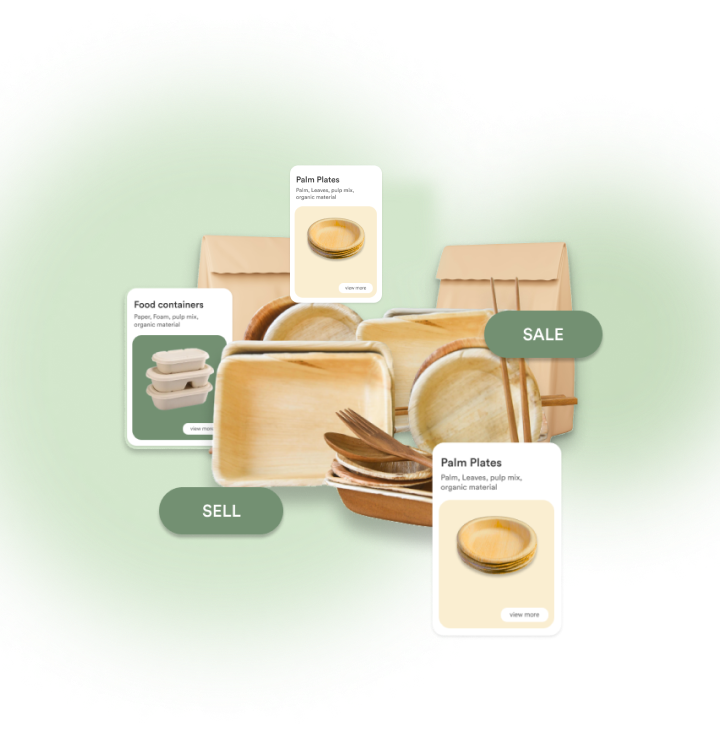 Palm Plates
Palm, Leaves, pulp mix,
organic material
view more
Food containers
Paper, Foam, pulp mix,
organic material
view more
SALE
Palm Plates
Palm, Leaves, pulp mix,
organic material
view more
SELL